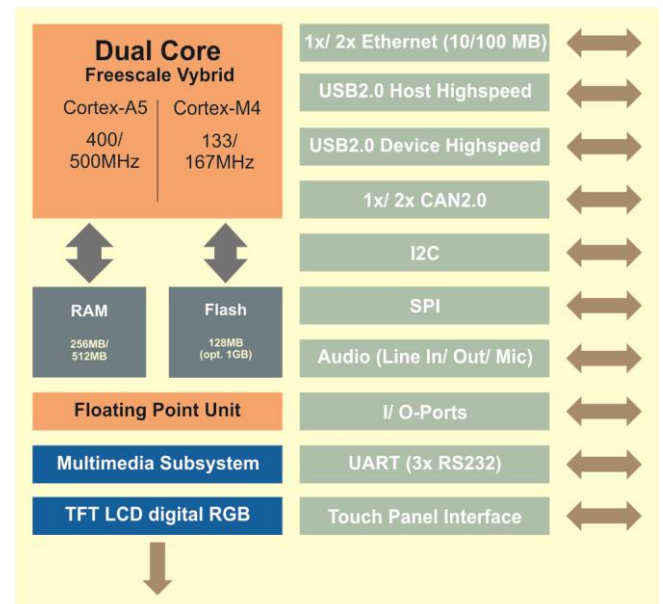 Dual Core
Freescale Vybrid
Cortex-A5
400/
500MHz
Cortex-M4
133/
167MHz
RAM
256MB/
512MB
Flash
128MB
(opt. 1GB)
Floating Point Unit
Multimedia Subsystem
TFT LCD digital RGB
1x/ 2x Ethernet (10/100 MB)
USB2.0 Host Highspeed
USB2.0 Device Highspeed
1x/ 2x CAN2.0
I2C
SPI
Audio (Line In/ Out/ Mic)
I/ O-Ports
UART (3x RS232)
Touch Panel Interface